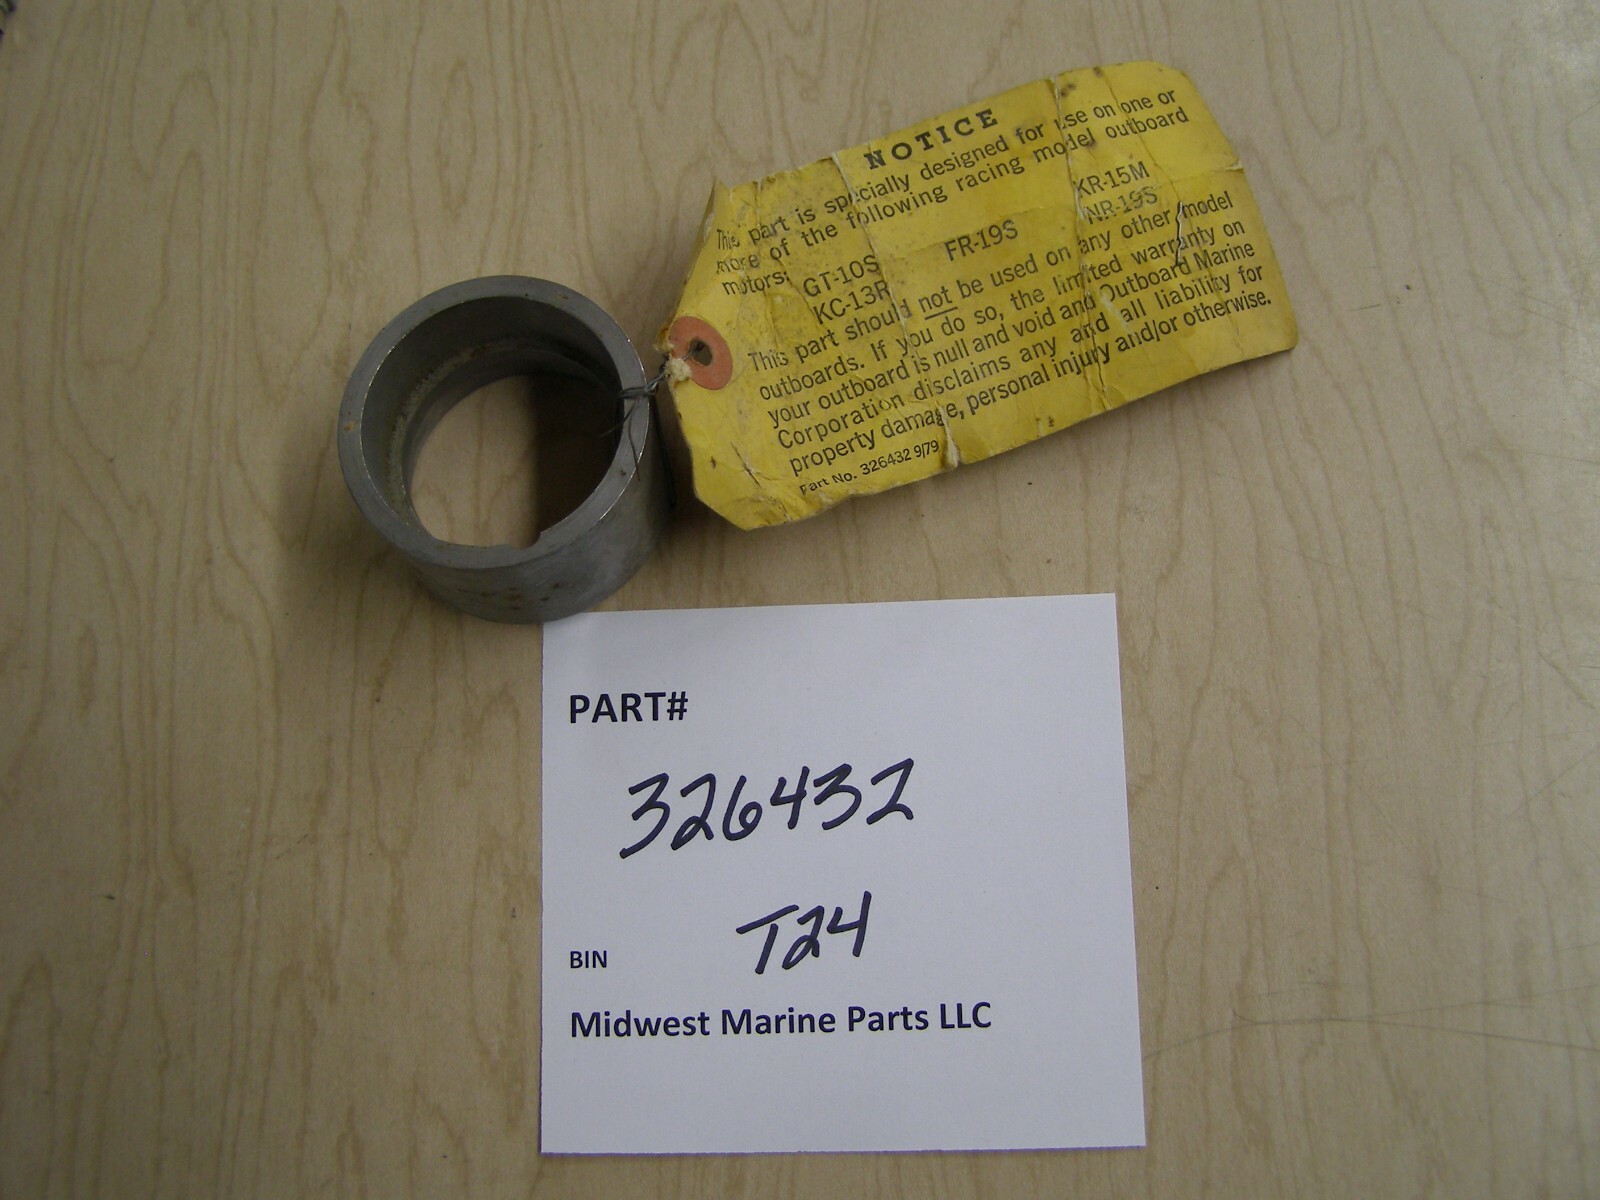 NOTICE
This part is specially designed for use on one or
more of the following racing model outboard
motors:
GT-10S FR-19S KR-15M
KC-13R NR-19S
This part should not be used on any other model
outboards. If you do so, the limited warranty on
your outboard is null and void and Outboard Marine
Corporation disclaims any and all liability for
property damage, personal injury and/or otherwise.
Part No. 326432 9/79
PART#
326432
BIN T24
Midwest Marine Parts LLC